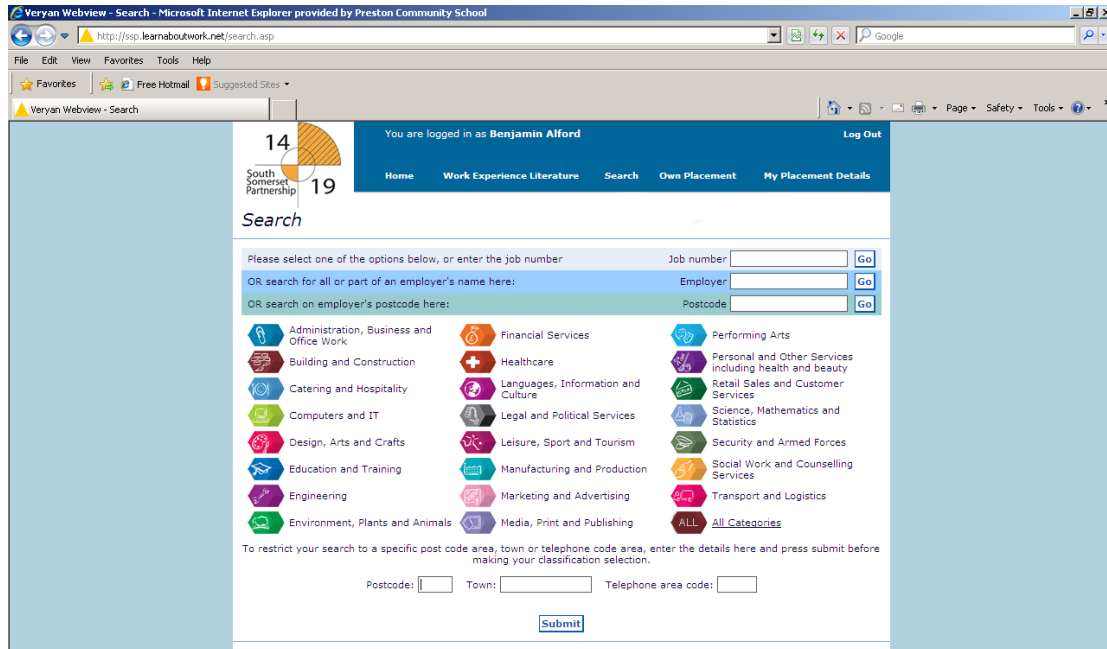 Veryan Webview - Search - Microsoft Internet Explorer provided by Preston Community School
http://ssp.learnaboutwork.net/search.asp
Google
File Edit View Favorites Tools Help
Favorites Free Hotmail Suggested Sites
Veryan Webview - Search
Page Safety Tools
14
South Somerset Partnership
19
You are logged in as Benjamin Alford
Log Out
Home Work Experience Literature Search Own Placement My Placement Details
Search
Please select one of the options below, or enter the job number Job number Go
OR search for all or part of an employer's name here: Employer Go
OR search on employer's postcode here: Postcode Go
Administration, Business and Office Work
Financial Services
Performing Arts
Building and Construction
Healthcare
Personal and Other Services including health and beauty
Catering and Hospitality
Languages, Information and Culture
Retail Sales and Customer Services
Computers and IT
Legal and Political Services
Science, Mathematics and Statistics
Design, Arts and Crafts
Leisure, Sport and Tourism
Security and Armed Forces
Education and Training
Manufacturing and Production
Social Work and Counselling Services
Engineering
Marketing and Advertising
Transport and Logistics
Environment, Plants and Animals
Media, Print and Publishing
ALL All Categories
To restrict your search to a specific post code area, town or telephone code area, enter the details here and press submit before
making your classification selection.
Postcode: Town: Telephone area code:
Submit